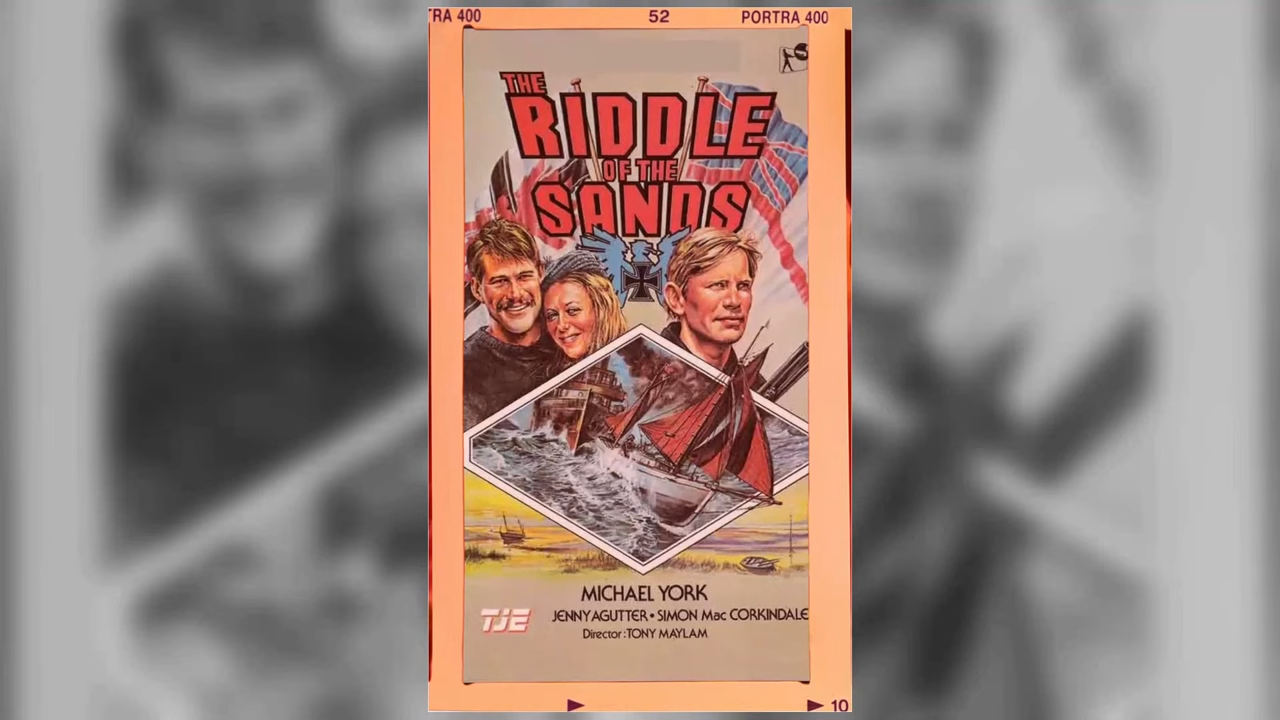 RA 400 52 PORTRA 400
THE
RIDDLE
OF THE
SANDS
MICHAEL YORK
JENNY AGUTTER • SIMON Mac CORKINDALE
TJE
Director: TONY MAYLAM
10